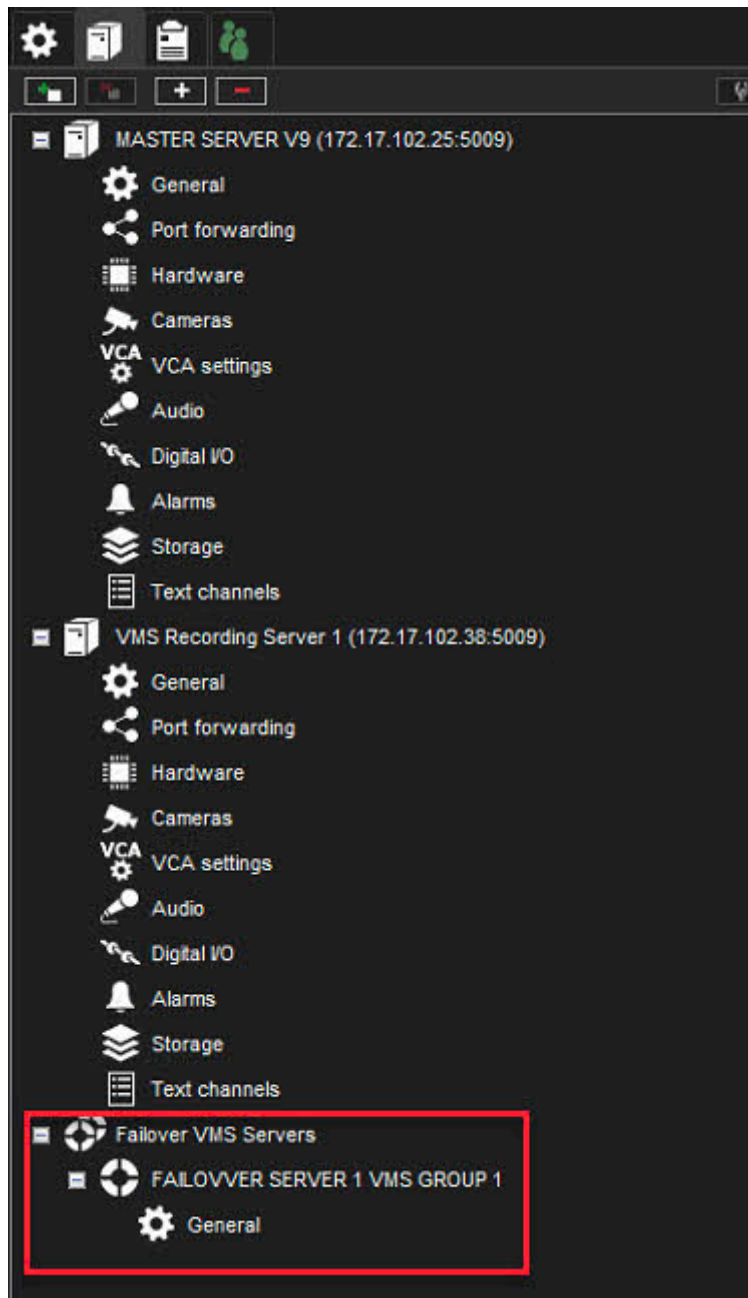 MASTER SERVER V9 (172.17.102.25:5009)
General
Port forwarding
Hardware
Cameras
VCA
VCA settings
Audio
Digital I/O
Alarms
Storage
Text channels
VMS Recording Server 1 (172.17.102.38:5009)
General
Port forwarding
Hardware
Cameras
VCA
VCA settings
Audio
Digital I/O
Alarms
Storage
Text channels
Failover VMS Servers
FAILOVVER SERVER 1 VMS GROUP 1
General